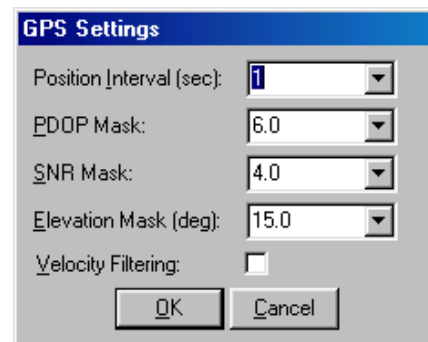 GPS Settings
Position Interval (sec): 1
PDOP Mask: 6.0
SNR Mask: 4.0
Elevation Mask (deg): 15.0
Velocity Filtering:
OK Cancel